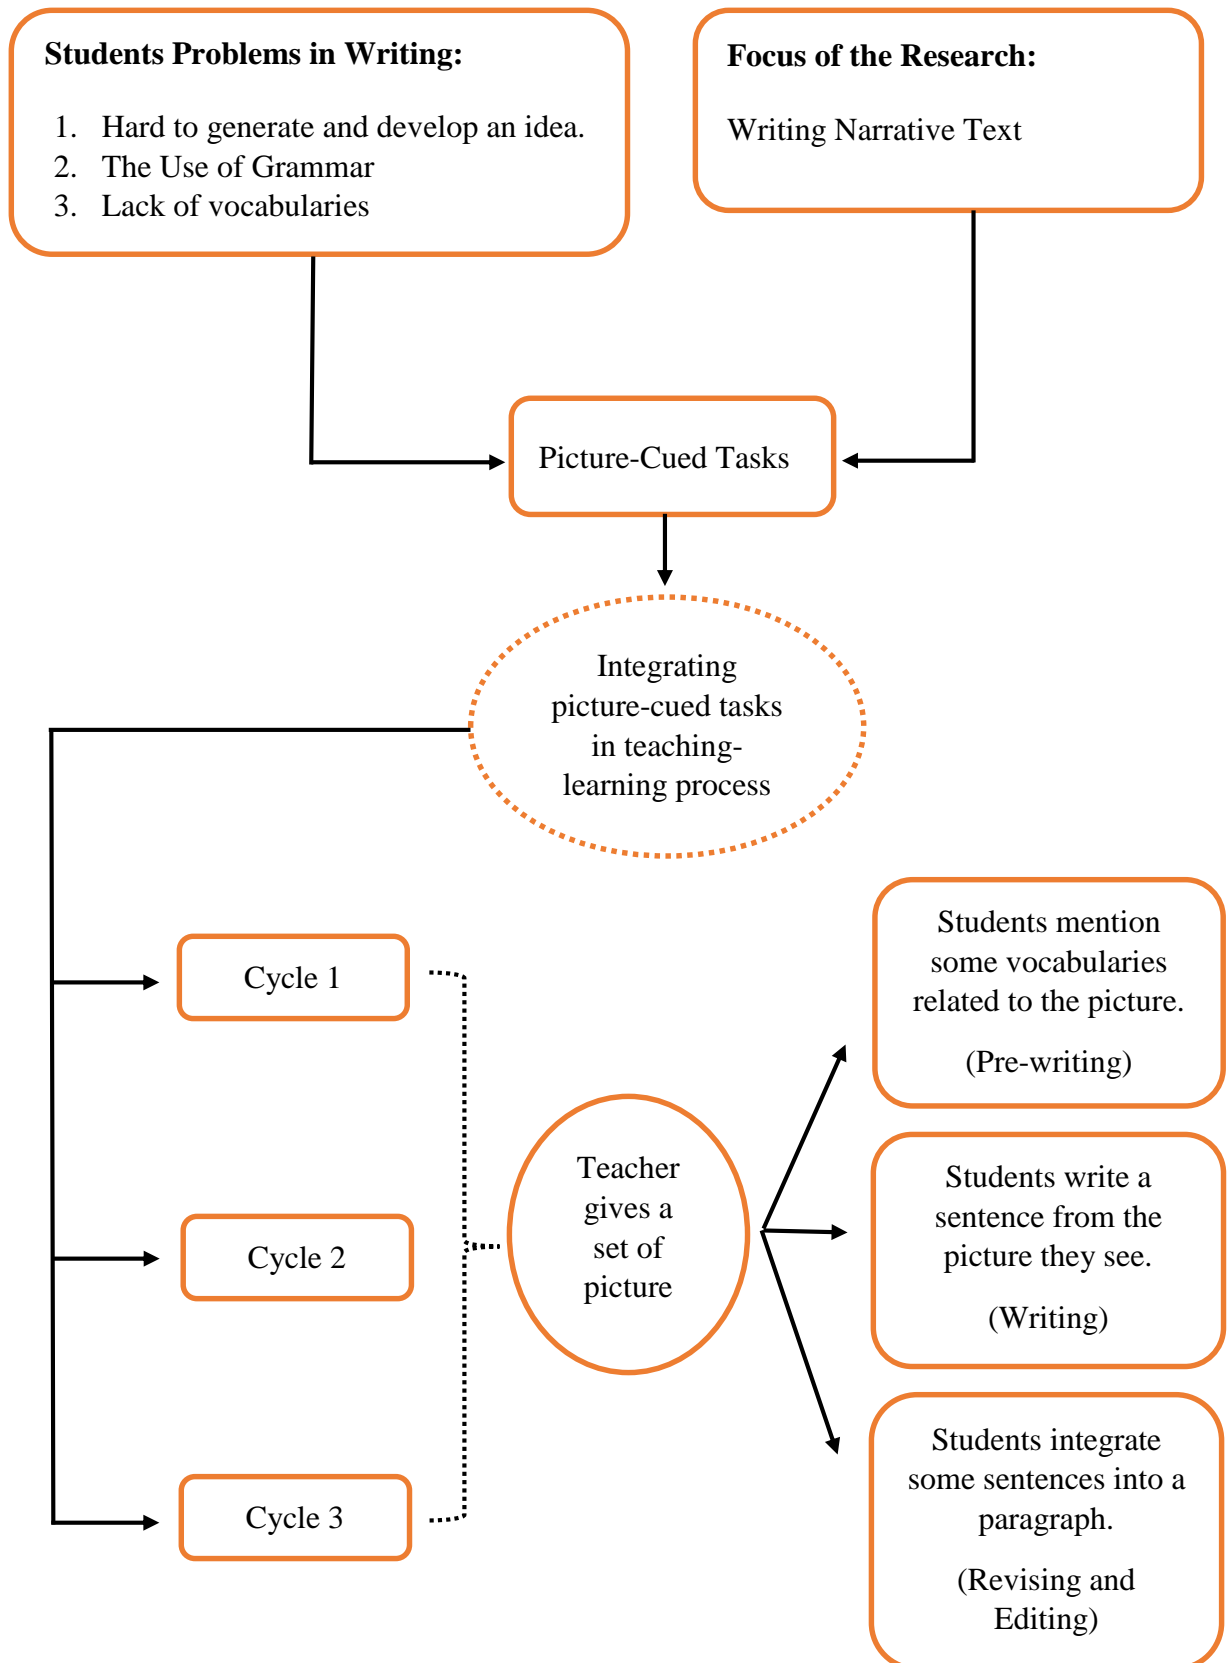 Students Problems in Writing:
1. Hard to generate and develop an idea.
2. The Use of Grammar
3. Lack of vocabularies
Focus of the Research:
Writing Narrative Text
Picture-Cued Tasks
Integrating
picture-cued tasks
in teaching-
learning process
Cycle 1
Cycle 2
Cycle 3
Teacher
gives a
set of
picture
Students mention
some vocabularies
related to the picture.
(Pre-writing)
Students write a
sentence from the
picture they see.
(Writing)
Students integrate
some sentences into a
paragraph.
(Revising and
Editing)